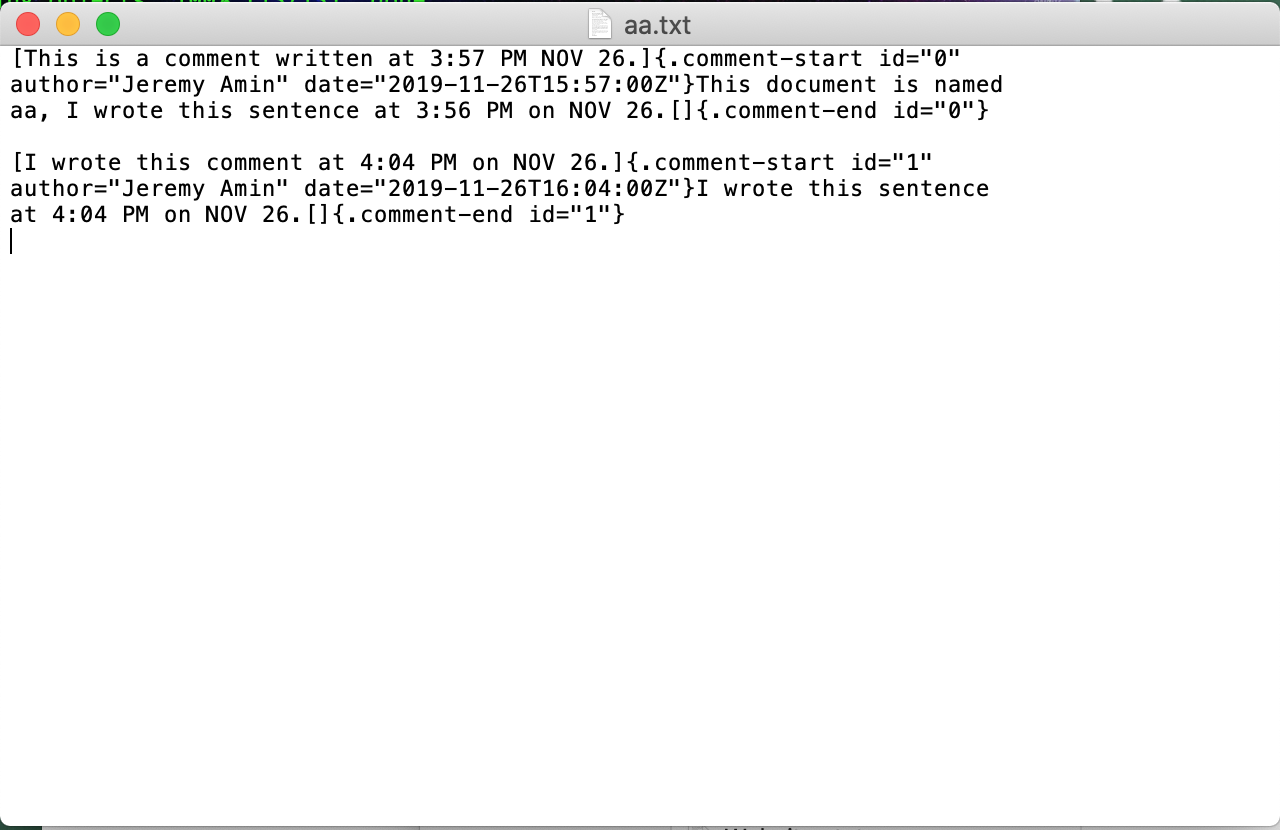 aa.txt
[This is a comment written at 3:57 PM NOV 26.]{.comment-start id="0"
author="Jeremy Amin" date="2019-11-26T15:57:00Z"}This document is named
aa, I wrote this sentence at 3:56 PM on NOV 26.[]{.comment-end id="0"}
[I wrote this comment at 4:04 PM on NOV 26.]{.comment-start id="1"
author="Jeremy Amin" date="2019-11-26T16:04:00Z"}I wrote this sentence
at 4:04 PM on NOV 26.[]{.comment-end id="1"}